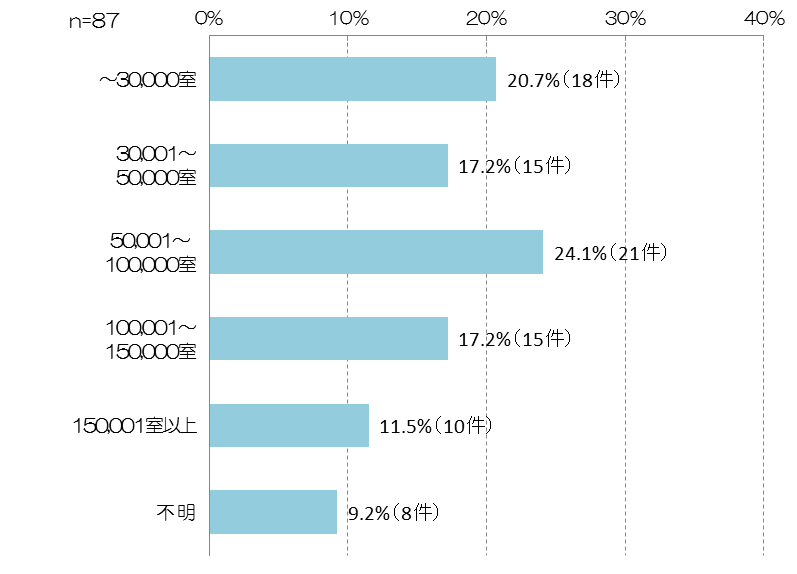 n=87
0% 10% 20% 30% 40%
～30,000室
20.7%（18件）
30,001～
50,000室
17.2%（15件）
50,001～
100,000室
24.1%（21件）
100,001～
150,000室
17.2%（15件）
150,001室以上
11.5%（10件）
不明
9.2%（8件）